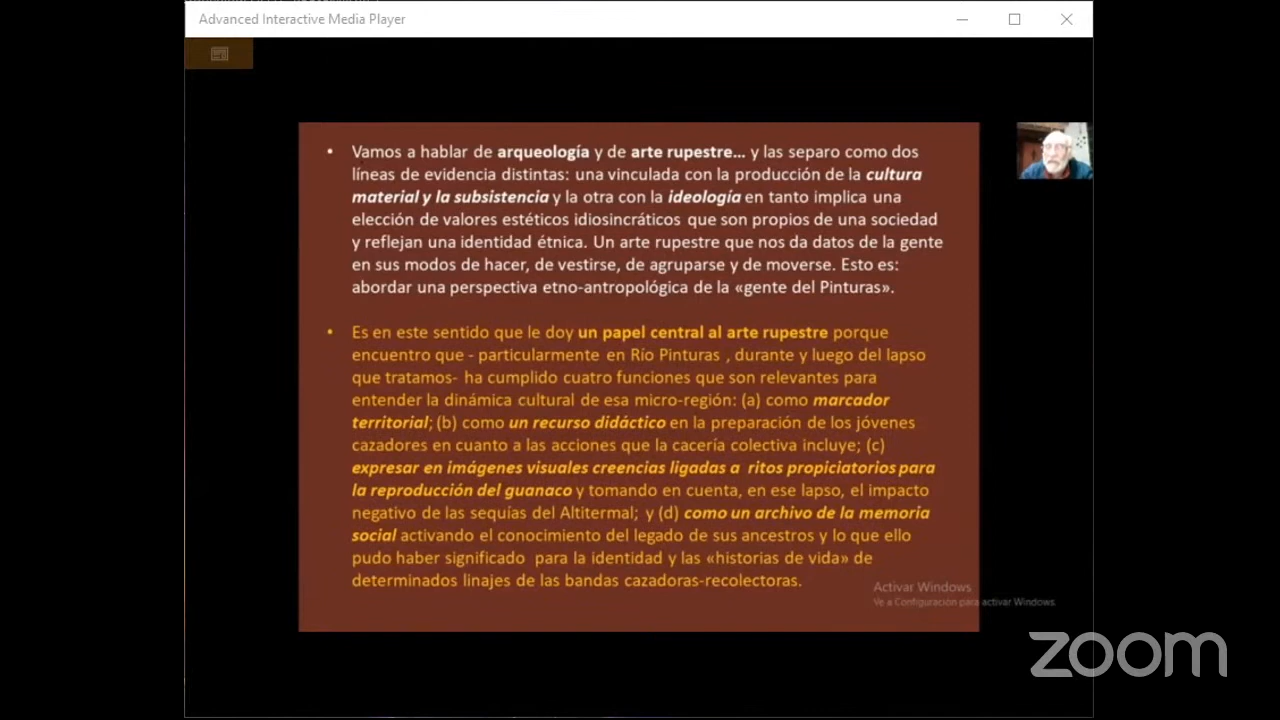 Advanced Interactive Media Player
• Vamos a hablar de arqueología y de arte rupestre... y las separo como dos
líneas de evidencia distintas: una vinculada con la producción de la cultura
material y la subsistencia y la otra con la ideología en tanto implica una
elección de valores estéticos idiosincráticos que son propios de una sociedad
y reflejan una identidad étnica. Un arte rupestre que nos da datos de la gente
en sus modos de hacer, de vestirse, de agruparse y de moverse. Esto es:
abordar una perspectiva etno-antropológica de la «gente del Pinturas».
• Es en este sentido que le doy un papel central al arte rupestre porque
encuentro que - particularmente en Río Pinturas , durante y luego del lapso
que tratamos- ha cumplido cuatro funciones que son relevantes para
entender la dinámica cultural de esa micro-región: (a) como marcador
territorial; (b) como un recurso didáctico en la preparación de los jóvenes
cazadores en cuanto a las acciones que la cacería colectiva incluye; (c)
expresar en imágenes visuales creencias ligadas a ritos propiciatorios para
la reproducción del guanaco y tomando en cuenta, en ese lapso, el impacto
negativo de las sequías del Altitermal; y (d) como un archivo de la memoria
social activando el conocimiento del legado de sus ancestros y lo que ello
pudo haber significado para la identidad y las «historias de vida» de
determinados linajes de las bandas cazadoras-recolectoras.
Activar Windows
Ve a Configuración para activar Windows.
zoom